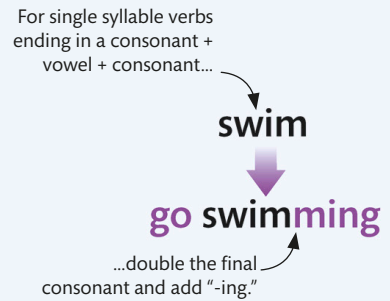 For single syllable verbs
ending in a consonant +
vowel + consonant...
swim
go swimming
...double the final
consonant and add “-ing.”